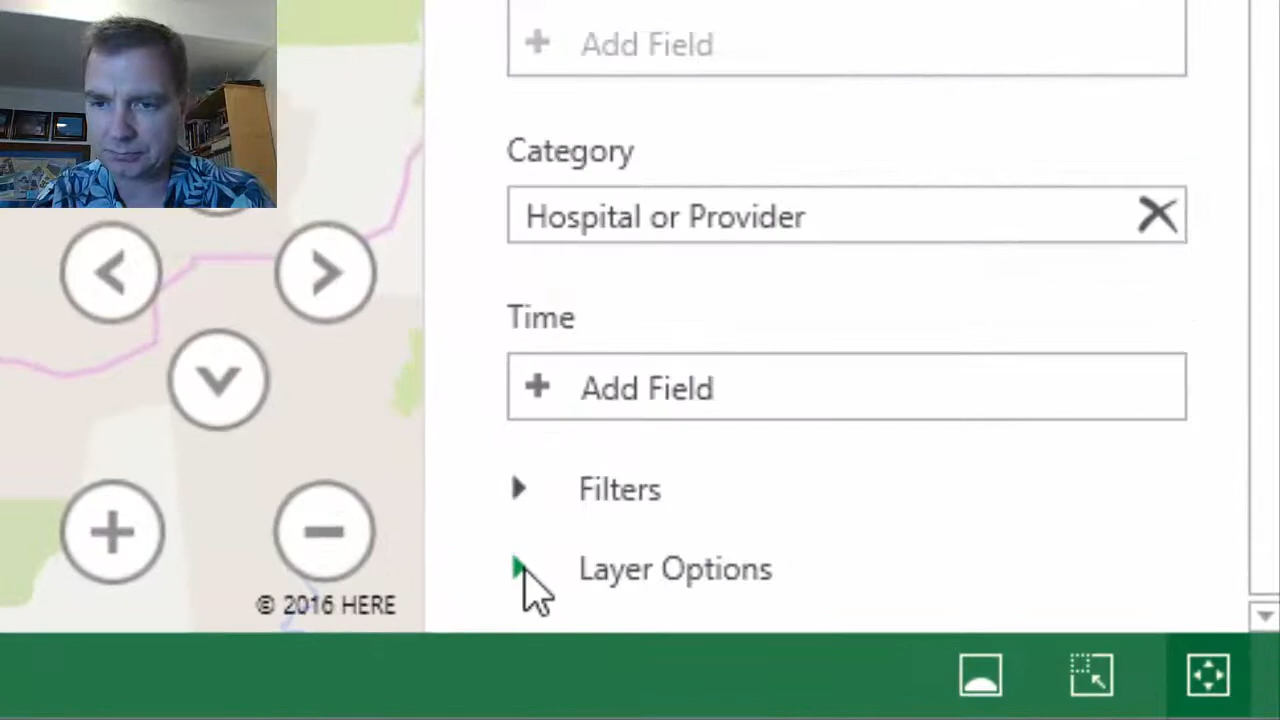 Add Field
Category
Hospital or Provider
Time
Add Field
Filters
Layer Options
© 2016 HERE